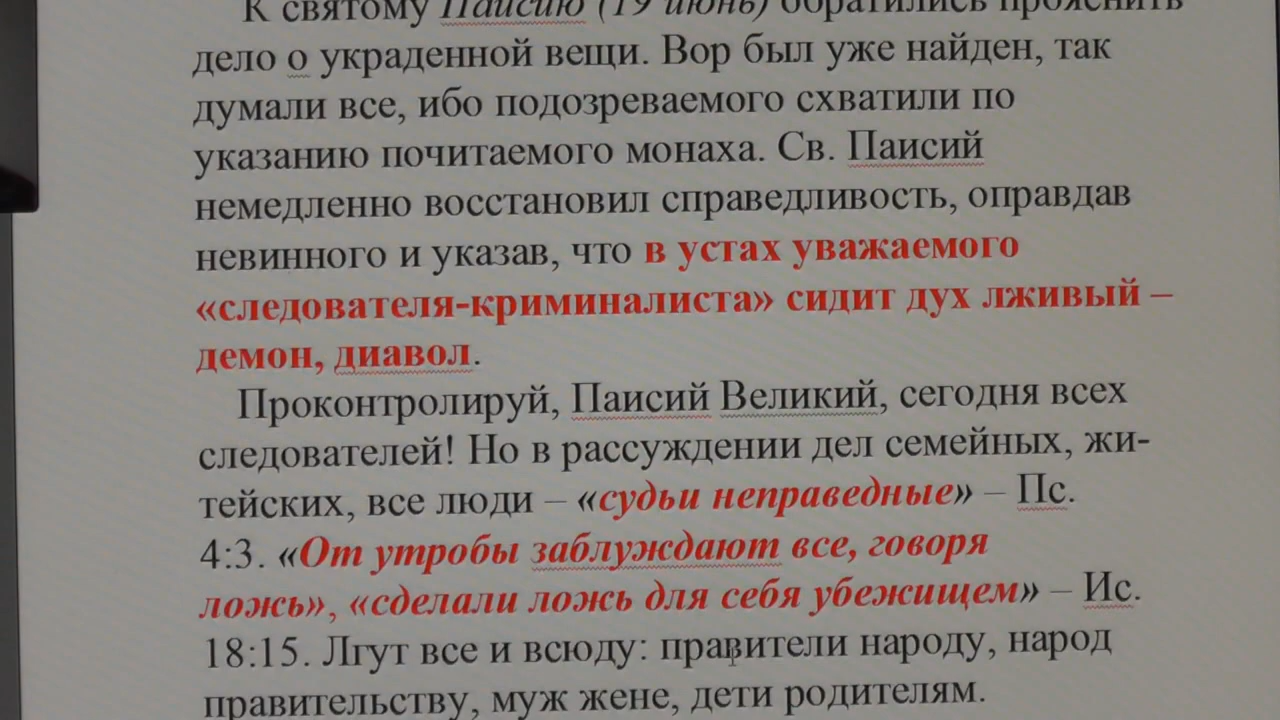 К святому Паисию (19 июнь) обратились прояснить
дело о украденной вещи. Вор был уже найден, так
думали все, ибо подозреваемого схватили по
указанию почитаемого монаха. Св. Паисий
немедленно восстановил справедливость, оправдав
невинного и указав, что в устах уважаемого
«следователя-криминалиста» сидит дух лживый –
демон, диавол.
Проконтролируй, Паисий Великий, сегодня всех
следователей! Но в рассуждении дел семейных, жи-
тейских, все люди – «судьи неправедные» – Пс.
4:3. «От утробы заблуждают все, говоря
ложь», «сделали ложь для себя убежищем» – Ис.
18:15. Лгут все и всюду: правители народу, народ
правительству, муж жене, дети родителям.